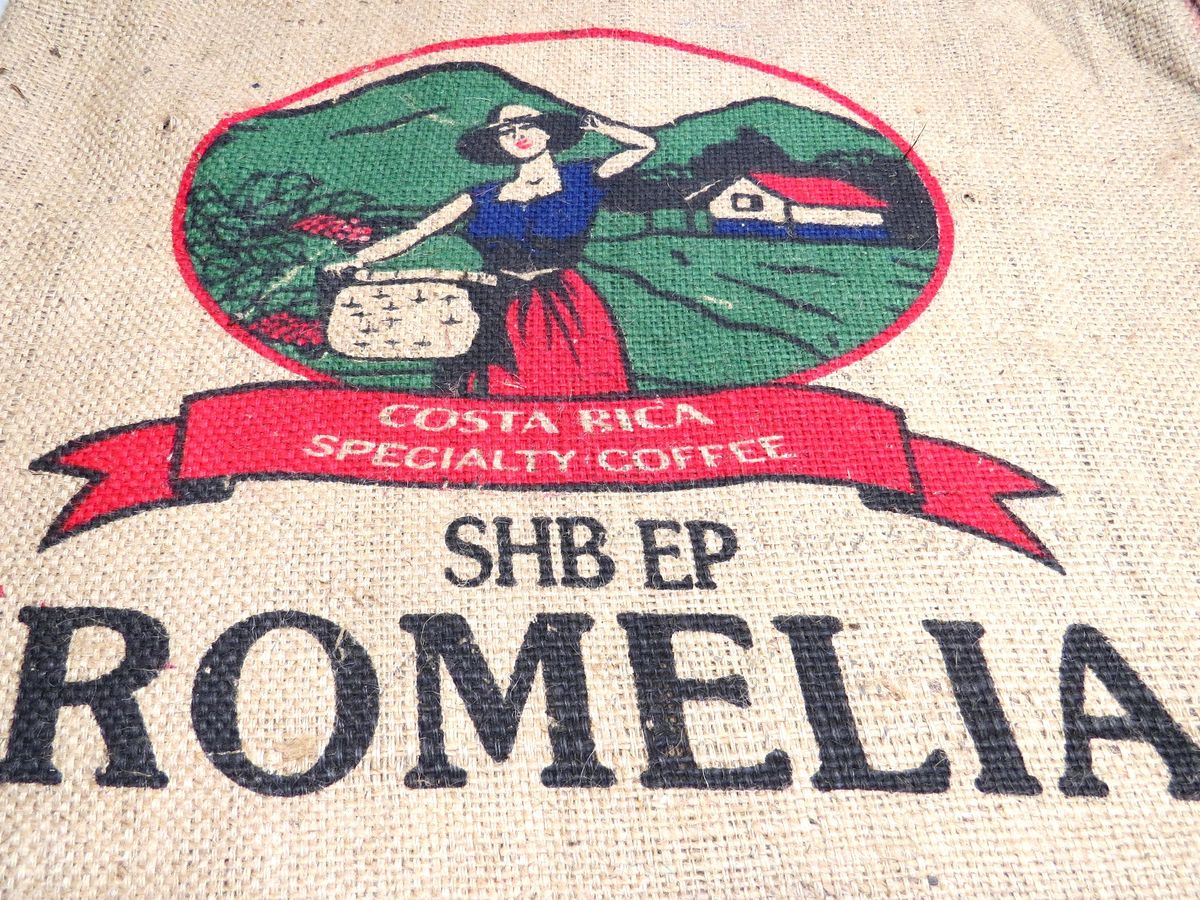 COSTA RICA
SPECIALTY COFFEE
SHB EP
ROMELIA